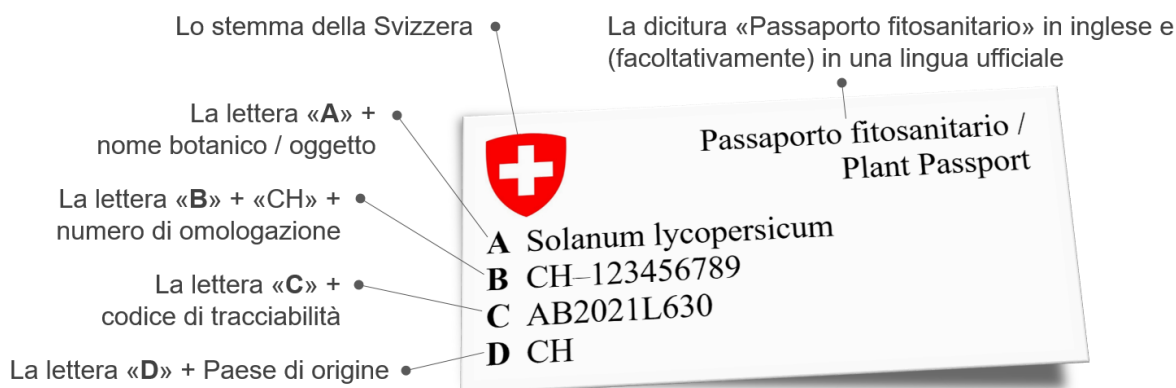 Lo stemma della Svizzera
La dicitura «Passaporto fitosanitario» in inglese e
(facoltativamente) in una lingua ufficiale
La lettera «A» +
nome botanico / oggetto
La lettera «B» + «CH» +
numero di omologazione
La lettera «C» +
codice di tracciabilità
La lettera «D» + Paese di origine
Passaporto fitosanitario /
Plant Passport
A Solanum lycopersicum
B CH–123456789
C AB2021L630
D CH